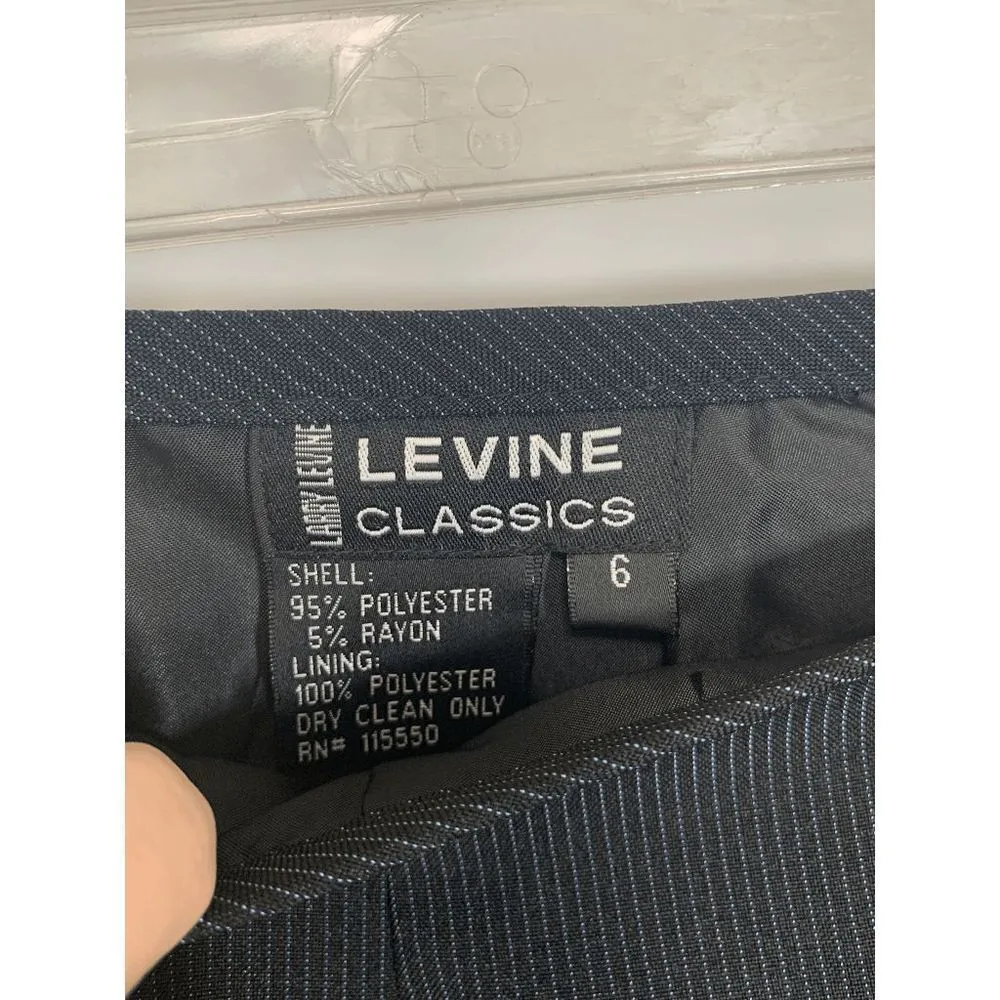 LARRY LEVINE
LEVINE
CLASSICS
6
SHELL:
95% POLYESTER
5% RAYON
LINING:
100% POLYESTER
DRY CLEAN ONLY
RN# 115550